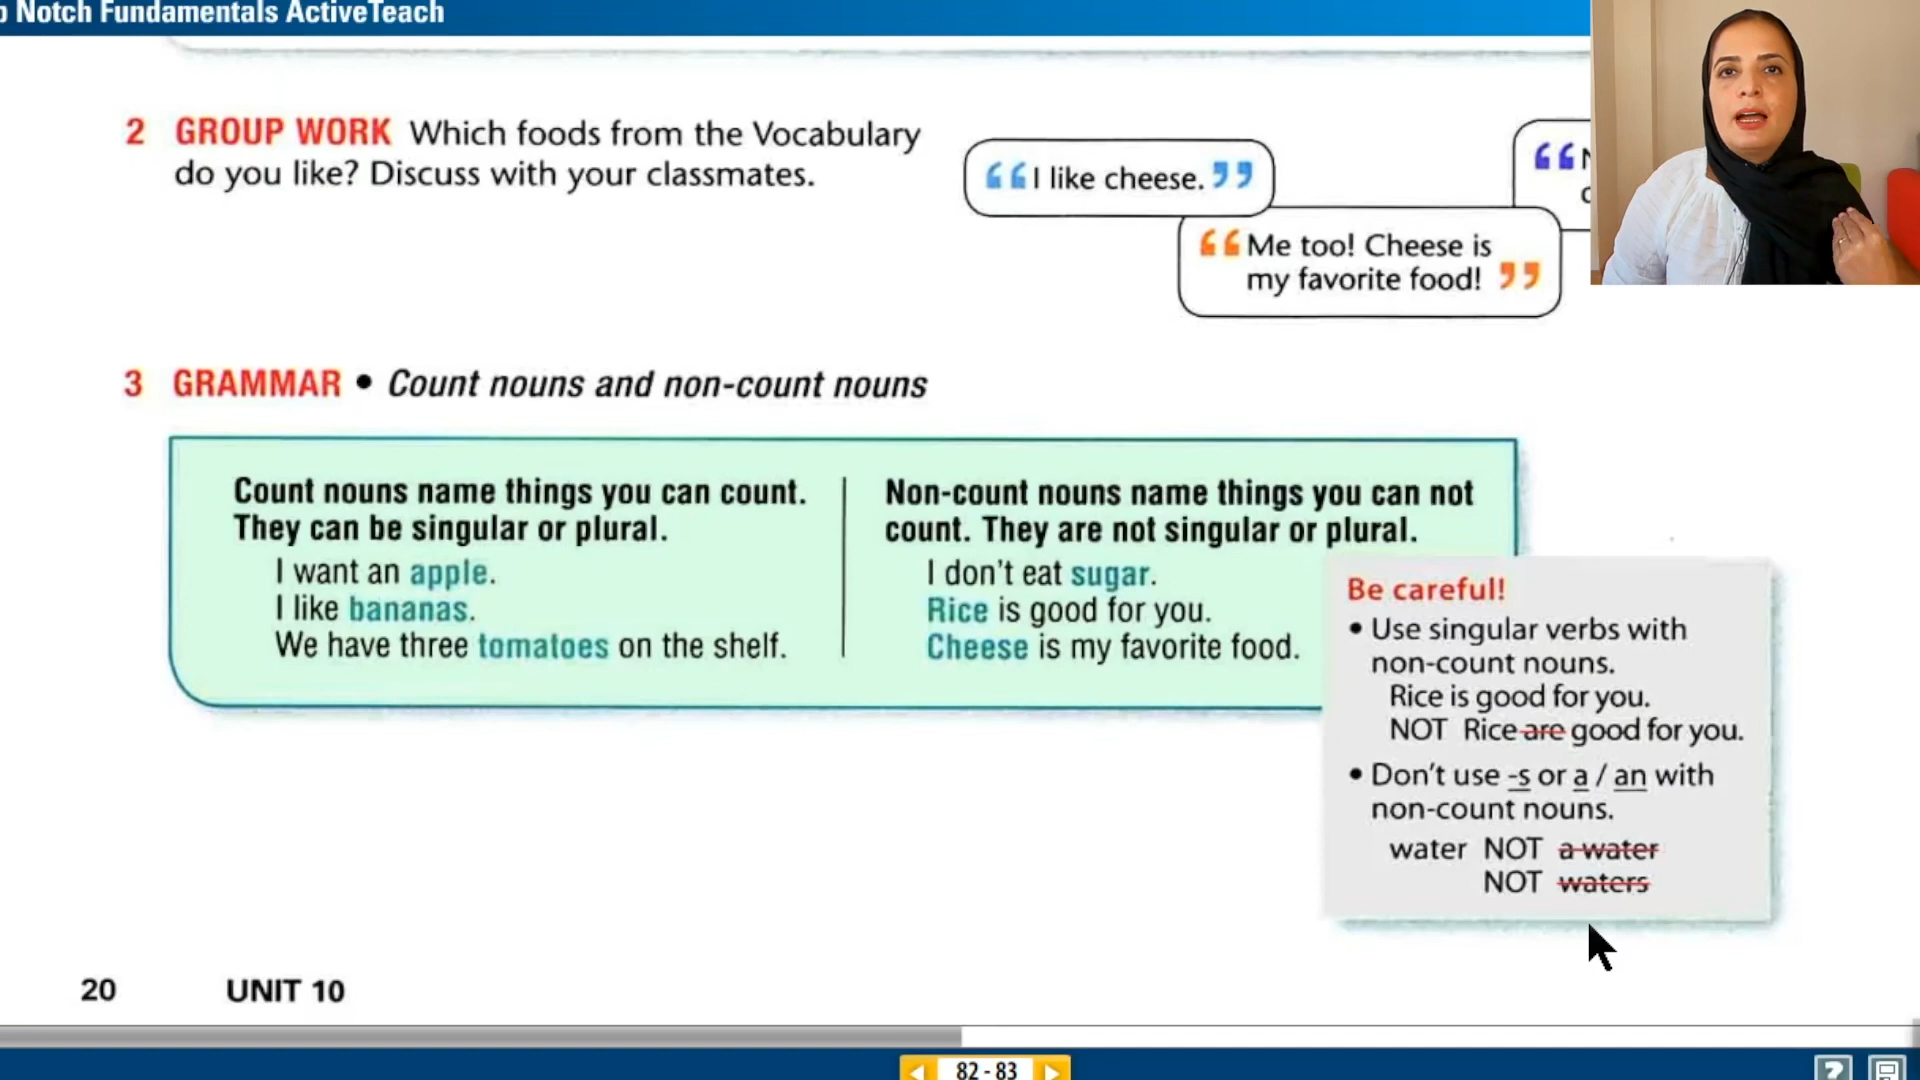 Notch Fundamentals ActiveTeach
2 GROUP WORK Which foods from the Vocabulary
do you like? Discuss with your classmates.
“I like cheese.”
“Me too! Cheese is
my favorite food!”
3 GRAMMAR • Count nouns and non-count nouns
Count nouns name things you can count.
They can be singular or plural.
I want an apple.
I like bananas.
We have three tomatoes on the shelf.
Non-count nouns name things you can not
count. They are not singular or plural.
I don't eat sugar.
Rice is good for you.
Cheese is my favorite food.
Be careful!
• Use singular verbs with
non-count nouns.
Rice is good for you.
NOT Rice are good for you.
• Don't use -s or a / an with
non-count nouns.
water NOT a water
NOT waters
20 UNIT 10
82 - 83
?